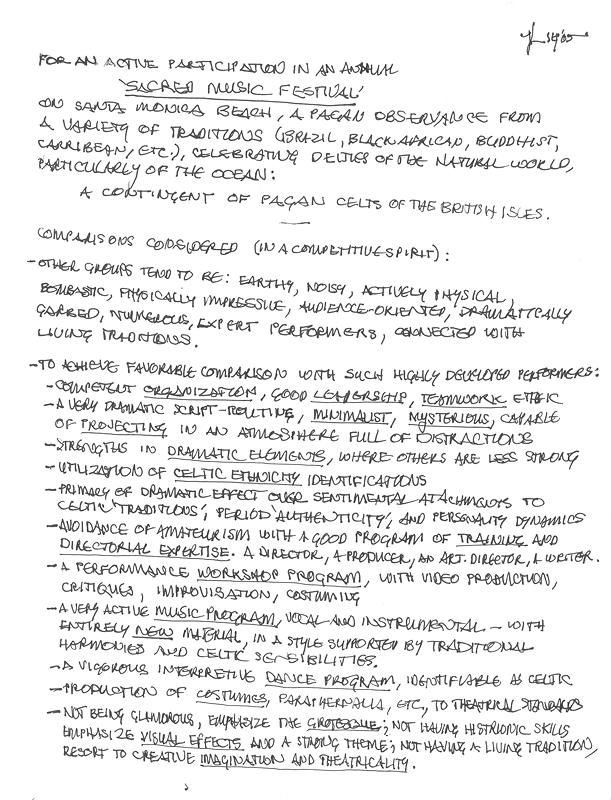 FOR AN ACTIVE PARTICIPATION IN AN ANNUAL
'SACRED MUSIC FESTIVAL'
ON SANTA MONICA BEACH, A PAGAN OBSERVANCE FROM
A VARIETY OF TRADITIONS (BRAZIL, BLACK AFRICAN, BUDDHIST,
CARRIBEAN, ETC.), CELEBRATING DEITIES OF THE NATURAL WORLD,
PARTICULARLY OF THE OCEAN:
A CONTINGENT OF PAGAN CELTS OF THE BRITISH ISLES.
COMPARISONS CONSIDERED (IN A COMPETITIVE SPIRIT):
- OTHER GROUPS TEND TO BE: EARTHY, NOISY, ACTIVELY PHYSICAL,
BOMBASTIC, PHYSICALLY IMPRESSIVE, AUDIENCE-ORIENTED, DRAMATICALLY
GARBED, NUMEROUS, EXPERT PERFORMERS, CONNECTED WITH
LIVING TRADITIONS.
- TO ACHIEVE FAVORABLE COMPARISON WITH SUCH HIGHLY DEVELOPED PERFORMERS:
- COMPETENT ORGANIZATION, GOOD LEADERSHIP, TEAMWORK ETHIC
- A VERY DRAMATIC SCRIPT-ROUTING, MINIMALIST, MYSTERIOUS, CAPABLE
OF PROJECTING IN AN ATMOSPHERE FULL OF DISTRACTIONS
- STRENGTHS IN DRAMATIC ELEMENTS, WHERE OTHERS ARE LESS STRONG
- UTILIZATION OF CELTIC ETHNICITY IDENTIFICATIONS
- PRIMACY OF DRAMATIC EFFECT OVER SENTIMENTAL ATTACHMENTS TO
CELTIC 'TRADITIONS', PERIOD 'AUTHENTICITY', AND PERSONALITY DYNAMICS
- AVOIDANCE OF AMATEURISM WITH A GOOD PROGRAM OF TRAINING AND
DIRECTORIAL EXPERTISE. A DIRECTOR, A PRODUCER, AN ART DIRECTOR, A WRITER.
- A PERFORMANCE WORKSHOP PROGRAM, WITH VIDEO PRODUCTION,
CRITIQUES, IMPROVISATION, COSTUMING
- A VERY ACTIVE MUSIC PROGRAM, VOCAL AND INSTRUMENTAL - WITH
ENTIRELY NEW MATERIAL, IN A STYLE SUPPORTED BY TRADITIONAL
HARMONIES AND CELTIC SENSIBILITIES.
- A VIGOROUS INTERPRETIVE DANCE PROGRAM, IDENTIFIABLE AS CELTIC
- PRODUCTION OF COSTUMES, PARAPHERNALIA, ETC., TO THEATRICAL STANDARDS
- NOT BEING GLAMOROUS, EMPHASIZE THE GROTESQUE; NOT HAVING HISTRIONIC SKILLS
EMPHASIZE VISUAL EFFECTS AND A STRONG THEME; NOT HAVING A LIVING TRADITION,
RESORT TO CREATIVE IMAGINATION AND THEATRICALITY.